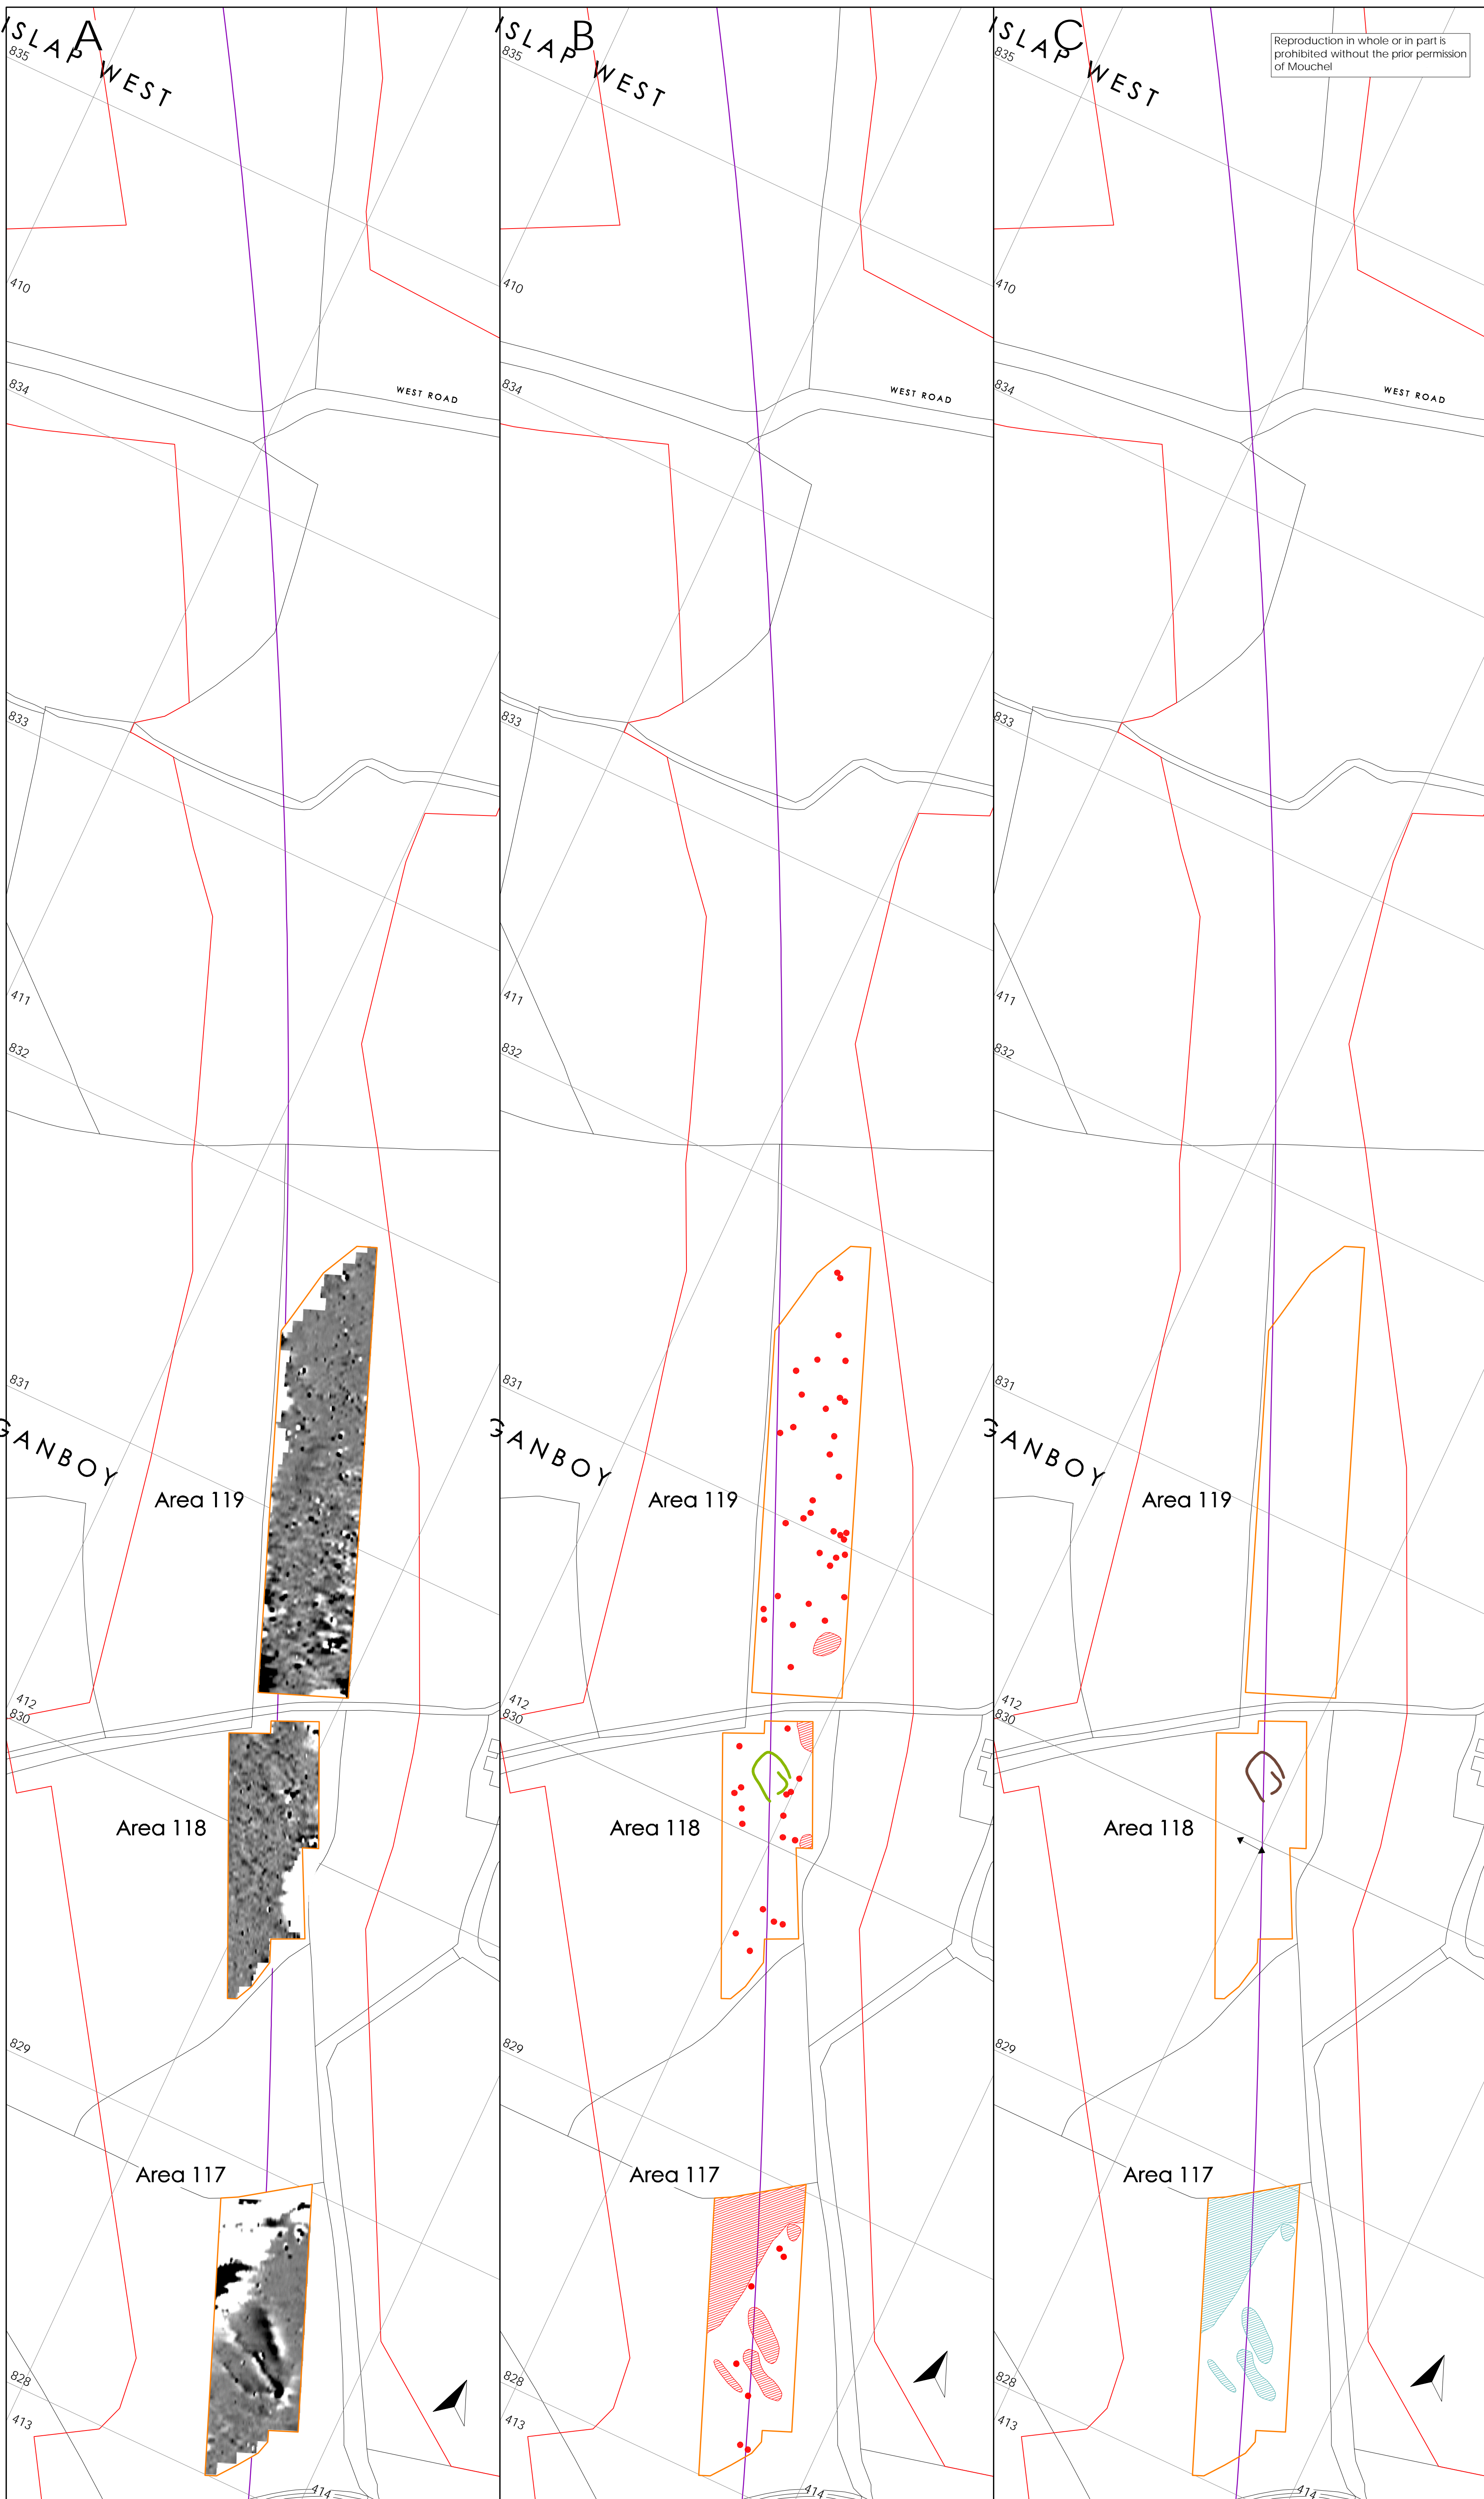 A
ISLAP WEST
835
410
834
WEST ROAD
833
411
832
831
GANBOY
Area 119
412
830
Area 118
829
Area 117
828
413
414
B
ISLAP WEST
835
410
834
WEST ROAD
833
411
832
831
GANBOY
Area 119
412
830
Area 118
829
Area 117
828
413
414
C
ISLAP WEST
Reproduction in whole or in part is
prohibited without the prior permission
of Mouchel
835
410
834
WEST ROAD
833
411
832
831
GANBOY
Area 119
412
830
Area 118
829
Area 117
828
413
414